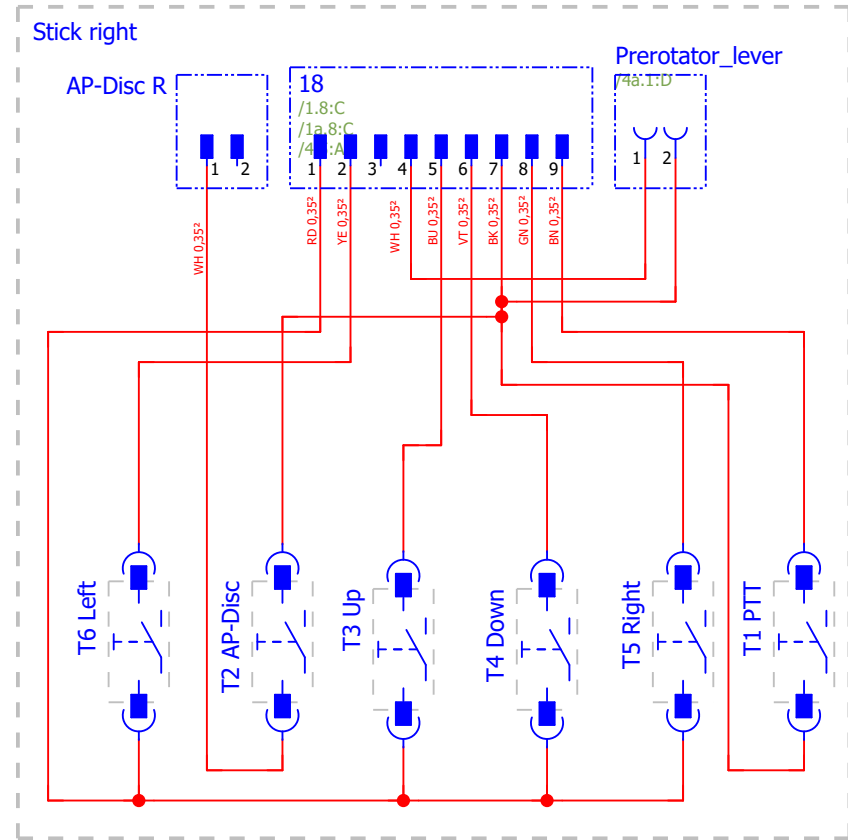 Stick right
Prerotator_lever
AP-Disc R
18
/4a.1:D
/1.8:C
/1a.8:C
1 2
1 2 3 4 5 6 7 8 9
1 2
WH 0,35²
RD 0,35²
YE 0,35²
WH 0,35²
BU 0,35²
VT 0,35²
BK 0,35²
GN 0,35²
BN 0,35²
T6 Left
T2 AP-Disc
T3 Up
T4 Down
T5 Right
T1 PTT